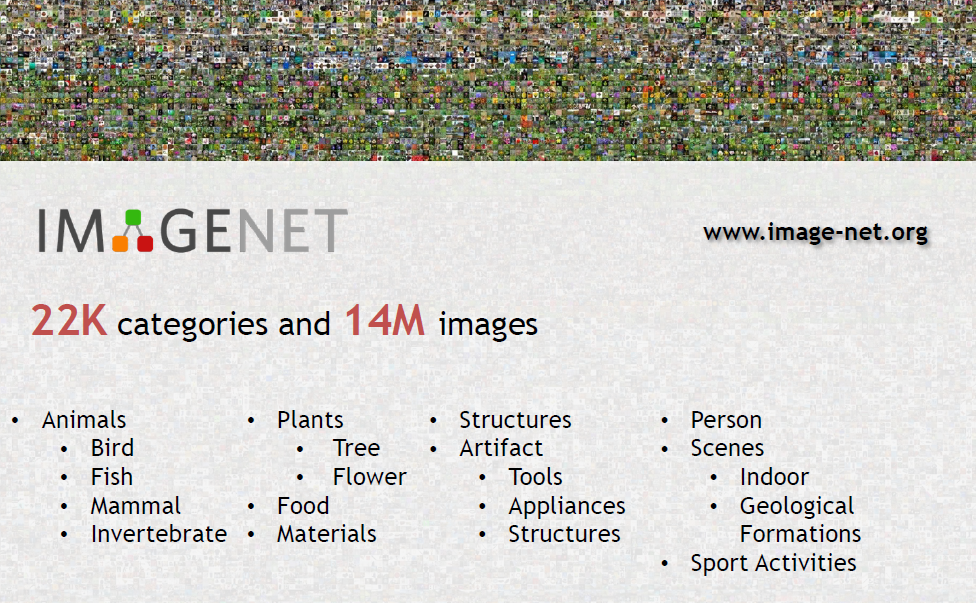 IMAGENET
www.image-net.org
22K categories and 14M images
• Animals
• Bird
• Fish
• Mammal
• Invertebrate
• Plants
• Tree
• Flower
• Food
• Materials
• Structures
• Artifact
• Tools
• Appliances
• Structures
• Person
• Scenes
• Indoor
• Geological
Formations
• Sport Activities